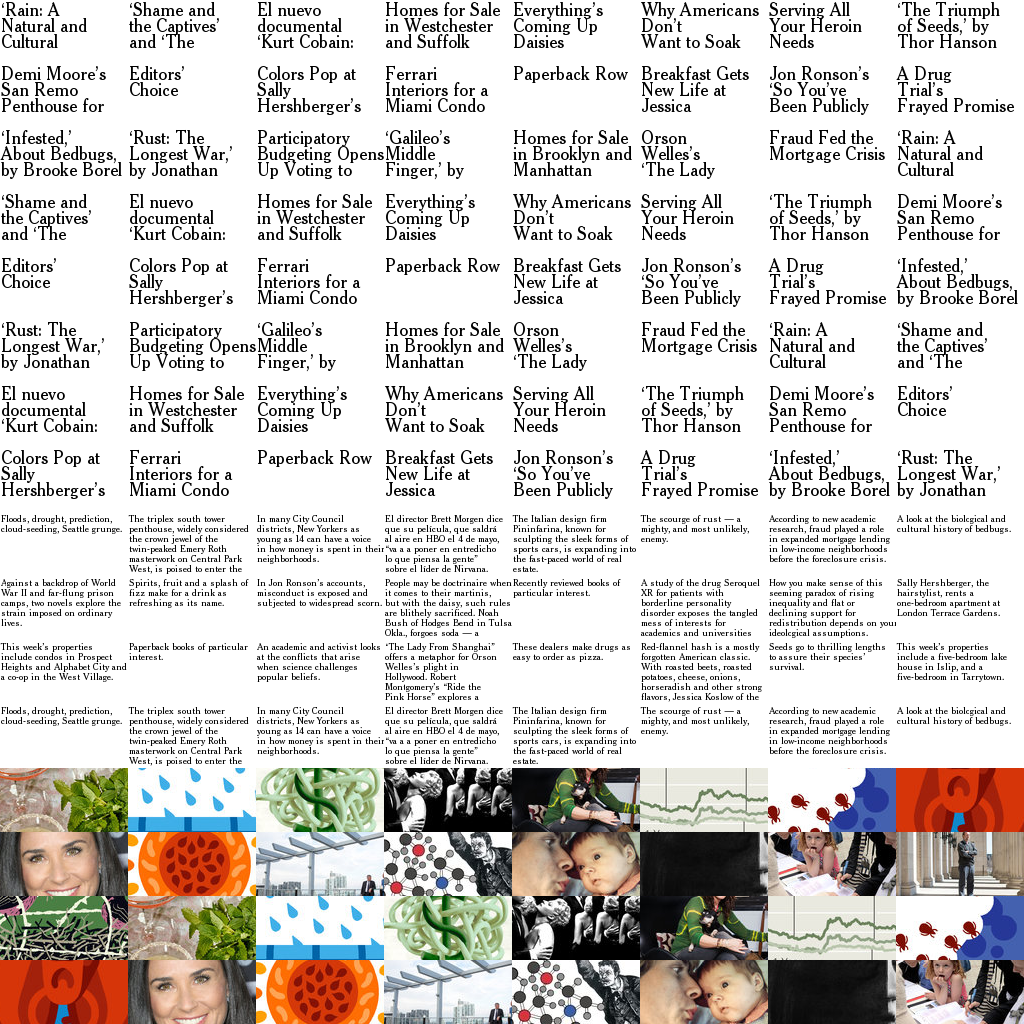 ‘Rain: A
Natural and
Cultural
‘Shame and
the Captives’
and ‘The
El nuevo
documental
‘Kurt Cobain:
Homes for Sale
in Westchester
and Suffolk
Everything’s
Coming Up
Daisies
Why Americans
Don’t
Want to Soak
Serving All
Your Heroin
Needs
‘The Triumph
of Seeds,’ by
Thor Hanson
Demi Moore’s
San Remo
Penthouse for
Editors’
Choice
Colors Pop at
Sally
Hershberger’s
Ferrari
Interiors for a
Miami Condo
Paperback Row
Breakfast Gets
New Life at
Jessica
Jon Ronson’s
‘So You’ve
Been Publicly
A Drug
Trial’s
Frayed Promise
‘Infested,’
About Bedbugs,
by Brooke Borel
‘Rust: The
Longest War,’
by Jonathan
Participatory
Budgeting Opens
Up Voting to
‘Galileo’s
Middle
Finger,’ by
Homes for Sale
in Brooklyn and
Manhattan
Orson
Welles’s
‘The Lady
Fraud Fed the
Mortgage Crisis
‘Rain: A
Natural and
Cultural
‘Shame and
the Captives’
and ‘The
El nuevo
documental
‘Kurt Cobain:
Homes for Sale
in Westchester
and Suffolk
Everything’s
Coming Up
Daisies
Why Americans
Don’t
Want to Soak
Serving All
Your Heroin
Needs
‘The Triumph
of Seeds,’ by
Thor Hanson
Demi Moore’s
San Remo
Penthouse for
Editors’
Choice
Colors Pop at
Sally
Hershberger’s
Ferrari
Interiors for a
Miami Condo
Paperback Row
Breakfast Gets
New Life at
Jessica
Jon Ronson’s
‘So You’ve
Been Publicly
A Drug
Trial’s
Frayed Promise
‘Infested,’
About Bedbugs,
by Brooke Borel
‘Rust: The
Longest War,’
by Jonathan
Participatory
Budgeting Opens
Up Voting to
‘Galileo’s
Middle
Finger,’ by
Homes for Sale
in Brooklyn and
Manhattan
Orson
Welles’s
‘The Lady
Fraud Fed the
Mortgage Crisis
‘Rain: A
Natural and
Cultural
‘Shame and
the Captives’
and ‘The
El nuevo
documental
‘Kurt Cobain:
Homes for Sale
in Westchester
and Suffolk
Everything’s
Coming Up
Daisies
Why Americans
Don’t
Want to Soak
Serving All
Your Heroin
Needs
‘The Triumph
of Seeds,’ by
Thor Hanson
Demi Moore’s
San Remo
Penthouse for
Editors’
Choice
Colors Pop at
Sally
Hershberger’s
Ferrari
Interiors for a
Miami Condo
Paperback Row
Breakfast Gets
New Life at
Jessica
Jon Ronson’s
‘So You’ve
Been Publicly
A Drug
Trial’s
Frayed Promise
‘Infested,’
About Bedbugs,
by Brooke Borel
‘Rust: The
Longest War,’
by Jonathan
Floods, drought, prediction,
cloud-seeding, Seattle grunge.
The triplex south tower
penthouse, widely considered
the crown jewel of the
twin-peaked Emery Roth
masterwork on Central Park
West, is poised to enter the
In many City Council
districts, New Yorkers as
young as 14 can have a voice
in how money is spent in their
neighborhoods.
El director Brett Morgen dice
que su película, que saldrá
al aire en HBO el 4 de mayo,
“va a a poner en entredicho
lo que piensa la gente”
sobre el líder de Nirvana.
The Italian design firm
Pininfarina, known for
sculpting the sleek forms of
sports cars, is expanding into
the fast-paced world of real
estate.
The scourge of rust — a
mighty, and most unlikely,
enemy.
According to new academic
research, fraud played a role
in expanded mortgage lending
in low-income neighborhoods
before the foreclosure crisis.
A look at the biolgical and
cultural history of bedbugs.
Against a backdrop of World
War II and far-flung prison
camps, two novels explore the
strain imposed on ordinary
lives.
Spirits, fruit and a splash of
fizz make for a drink as
refreshing as its name.
In Jon Ronson’s accounts,
misconduct is exposed and
subjected to widespread scorn.
People may be doctrinaire when
it comes to their martinis,
but with the daisy, such rules
are blithely sacrificed. Noah
Bush of Hodges Bend in Tulsa
Okla., forgoes soda — a
Recently reviewed books of
particular interest.
A study of the drug Seroquel
XR for patients with
borderline personality
disorder exposes the tangled
mess of interests for
academics and universities
How you make sense of this
seeming paradox of rising
inequality and flat or
declining support for
redistribution depends on your
ideological assumptions.
Sally Hershberger, the
hairstylist, rents a
one-bedroom apartment at
London Terrace Gardens.
This week’s properties
include condos in Prospect
Heights and Alphabet City and
a co-op in the West Village.
Paperback books of particular
interest.
An academic and activist looks
at the conflicts that arise
when science challenges
popular beliefs.
“The Lady From Shanghai”
offers a metaphor for Orson
Welles’s plight in
Hollywood. Robert
Montgomery’s “Ride the
Pink Horse” explores a
These dealers make drugs as
easy to order as pizza.
Red-flannel hash is a mostly
forgotten American classic.
With roasted beets, roasted
potatoes, cheese, onions,
horseradish and other strong
flavors, Jessica Koslow of the
Seeds go to thrilling lengths
to assure their species’
survival.
This week’s properties
include a five-bedroom lake
house in Islip, and a
five-bedroom in Tarrytown.
Floods, drought, prediction,
cloud-seeding, Seattle grunge.
The triplex south tower
penthouse, widely considered
the crown jewel of the
twin-peaked Emery Roth
masterwork on Central Park
West, is poised to enter the
In many City Council
districts, New Yorkers as
young as 14 can have a voice
in how money is spent in their
neighborhoods.
El director Brett Morgen dice
que su película, que saldrá
al aire en HBO el 4 de mayo,
“va a a poner en entredicho
lo que piensa la gente”
sobre el líder de Nirvana.
The Italian design firm
Pininfarina, known for
sculpting the sleek forms of
sports cars, is expanding into
the fast-paced world of real
estate.
The scourge of rust — a
mighty, and most unlikely,
enemy.
According to new academic
research, fraud played a role
in expanded mortgage lending
in low-income neighborhoods
before the foreclosure crisis.
A look at the biolgical and
cultural history of bedbugs.